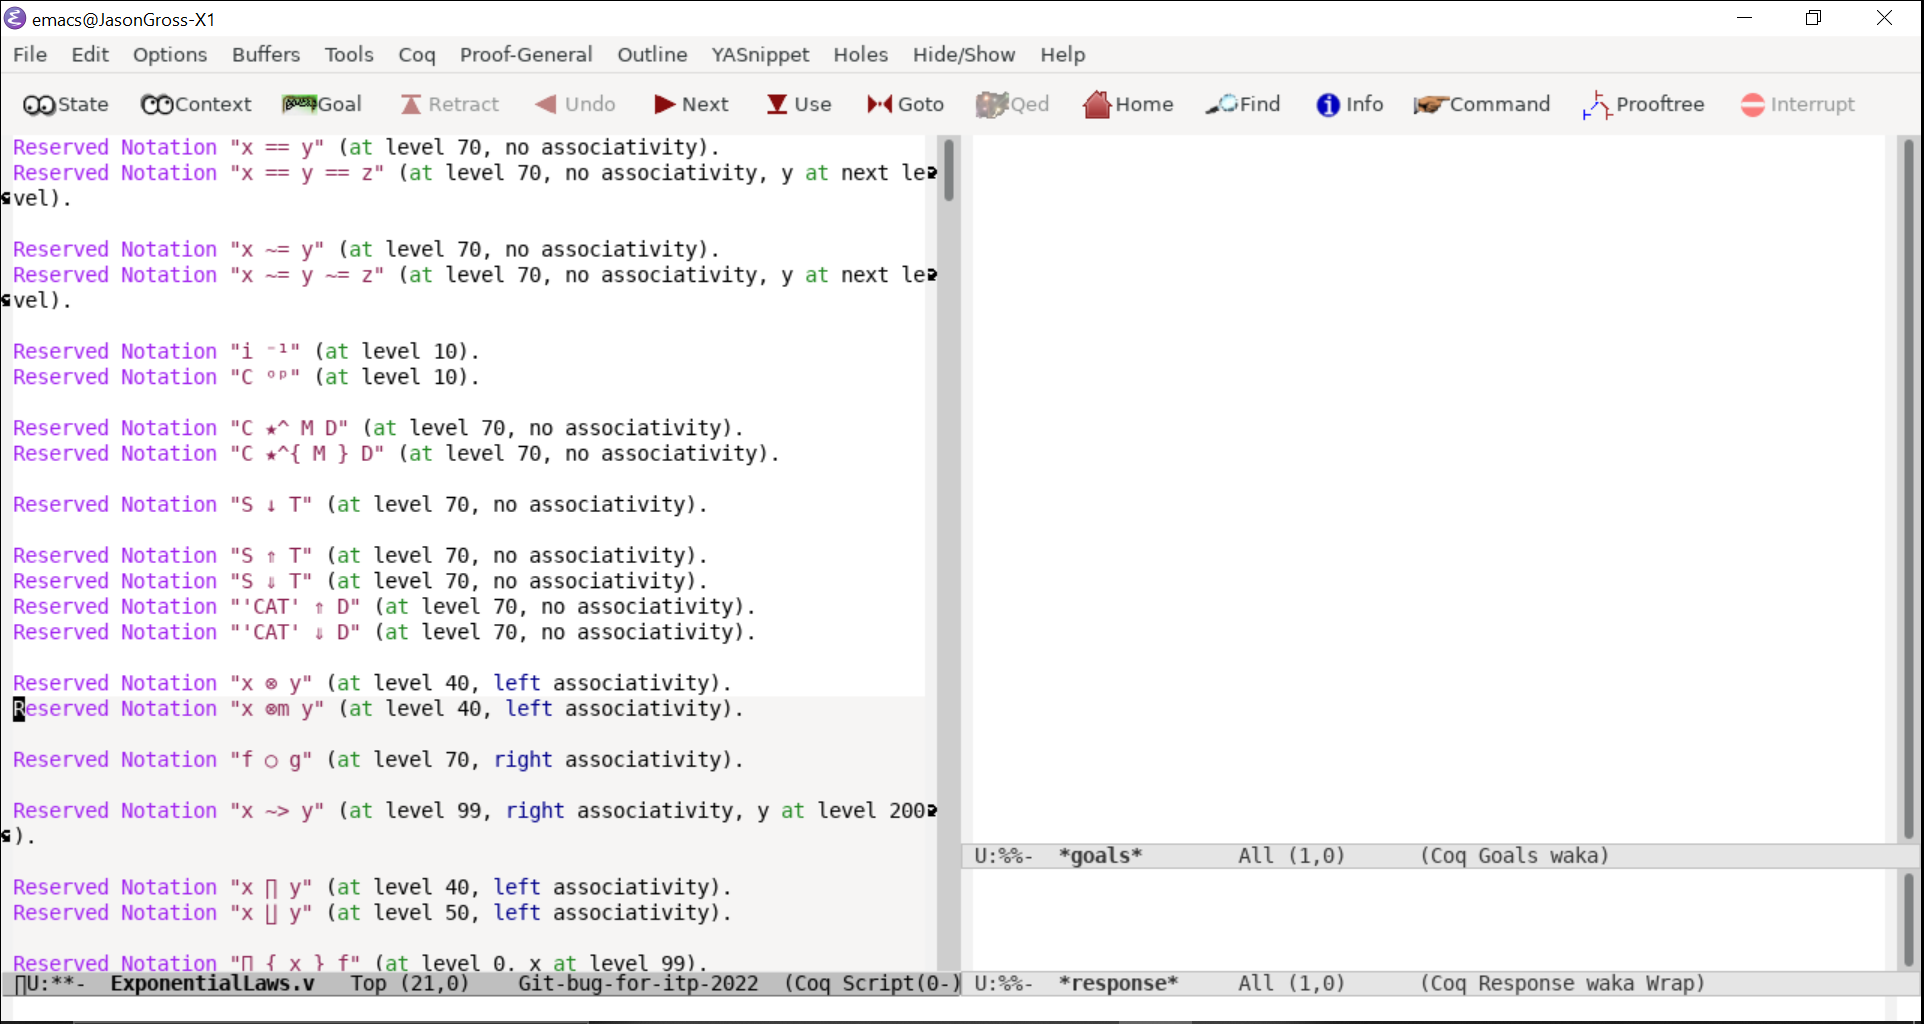 emacs@JasonGross-X1
File Edit Options Buffers Tools Coq Proof-General Outline YASnippet Holes Hide/Show Help
State Context Goal Retract Undo Next Use Goto Qed Home Find Info Command Prooftree Interrupt
Reserved Notation "x == y" (at level 70, no associativity).
Reserved Notation "x == y == z" (at level 70, no associativity, y at next le
vel).
Reserved Notation "x ~= y" (at level 70, no associativity).
Reserved Notation "x ~= y ~= z" (at level 70, no associativity, y at next le
vel).
Reserved Notation "i ⁻¹" (at level 10).
Reserved Notation "C ᵒᵖ" (at level 10).
Reserved Notation "C ★^ M D" (at level 70, no associativity).
Reserved Notation "C ★^{ M } D" (at level 70, no associativity).
Reserved Notation "S ↓ T" (at level 70, no associativity).
Reserved Notation "S ⇑ T" (at level 70, no associativity).
Reserved Notation "S ⇓ T" (at level 70, no associativity).
Reserved Notation "'CAT' ⇑ D" (at level 70, no associativity).
Reserved Notation "'CAT' ⇓ D" (at level 70, no associativity).
Reserved Notation "x ⊗ y" (at level 40, left associativity).
Reserved Notation "x ⊗m y" (at level 40, left associativity).
Reserved Notation "f ○ g" (at level 70, right associativity).
Reserved Notation "x ~> y" (at level 99, right associativity, y at level 200
).
Reserved Notation "x ∏ y" (at level 40, left associativity).
Reserved Notation "x ∐ y" (at level 50, left associativity).
Reserved Notation "∏ { x } f" (at level 0, x at level 99).
U:**- ExponentialLaws.v Top (21,0) Git-bug-for-itp-2022 (Coq Script(0-)
U:%%- *goals* All (1,0) (Coq Goals waka)
U:%%- *response* All (1,0) (Coq Response waka Wrap)